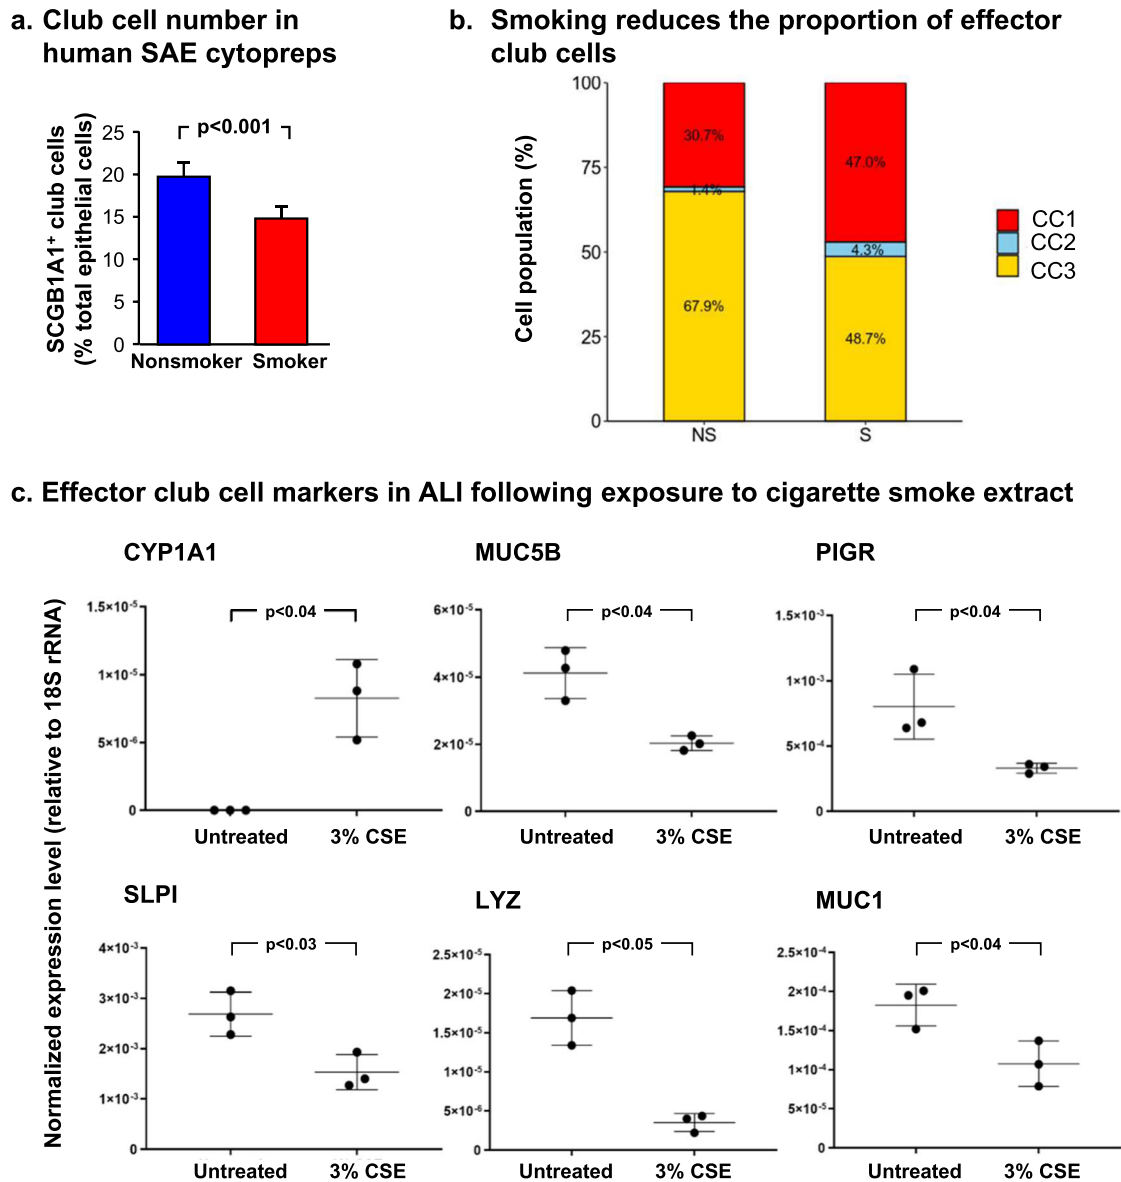 a. Club cell number in
human SAE cytopreps
SCGB1A1⁺ club cells
(% total epithelial cells)
p<0.001
25
20
15
10
5
0
Nonsmoker Smoker
b. Smoking reduces the proportion of effector
club cells
Cell population (%)
100
75
50
25
0
30.7%
1.4%
67.9%
47.0%
4.3%
48.7%
NS S
CC1
CC2
CC3
c. Effector club cell markers in ALI following exposure to cigarette smoke extract
Normalized expression level (relative to 18S rRNA)
CYP1A1
p<0.04
1.5×10⁻⁵
1×10⁻⁵
5×10⁻⁶
0
Untreated 3% CSE
MUC5B
p<0.04
6×10⁻⁵
4×10⁻⁵
2×10⁻⁵
0
Untreated 3% CSE
PIGR
p<0.04
1.5×10⁻³
1×10⁻³
5×10⁻⁴
0
Untreated 3% CSE
SLPI
p<0.03
4×10⁻³
3×10⁻³
2×10⁻³
1×10⁻³
0
Untreated 3% CSE
LYZ
p<0.05
2.5×10⁻⁵
2×10⁻⁵
1.5×10⁻⁵
1×10⁻⁵
5×10⁻⁶
0
Untreated 3% CSE
MUC1
p<0.04
2.5×10⁻⁴
2×10⁻⁴
1.5×10⁻⁴
1×10⁻⁴
5×10⁻⁵
0
Untreated 3% CSE